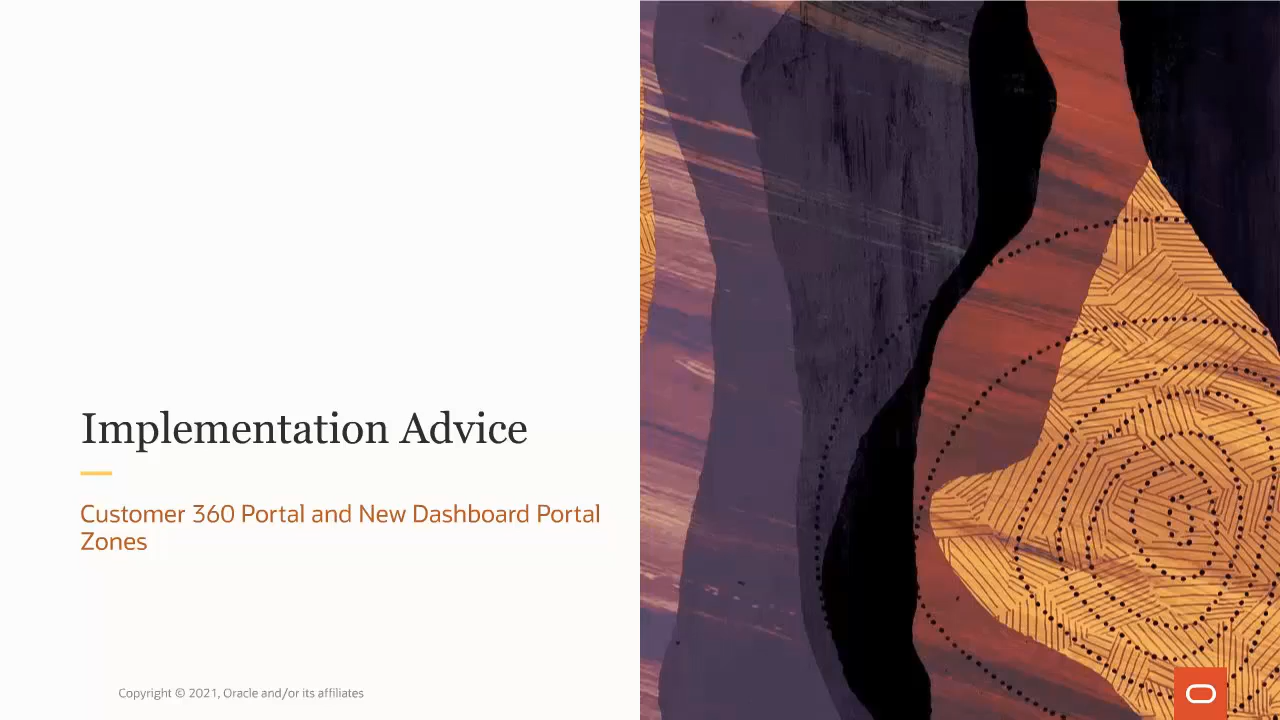 Implementation Advice
Customer 360 Portal and New Dashboard Portal
Zones
Copyright © 2021, Oracle and/or its affiliates